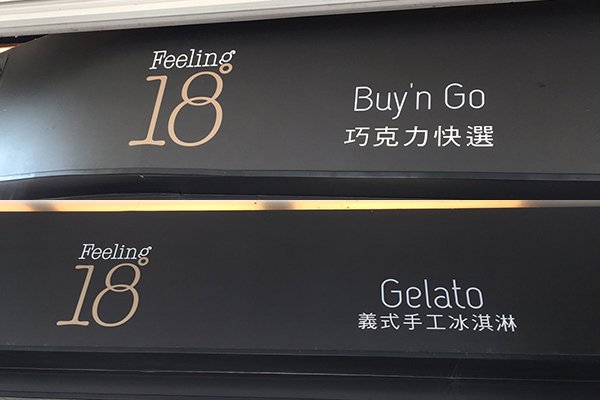 Feeling
18
Buy'n Go
巧克力快選
Feeling
18
Gelato
義式手工冰淇淋